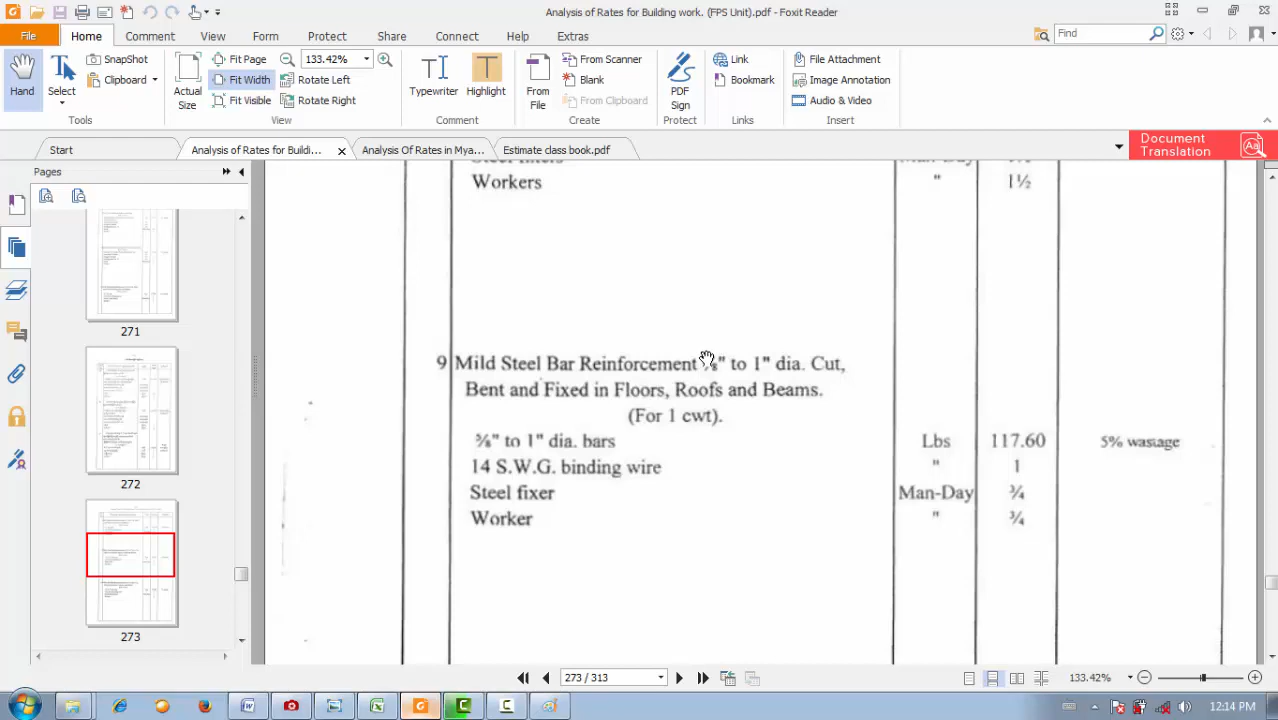 Analysis of Rates for Building work. (FPS Unit).pdf - Foxit Reader
File Home Comment View Form Protect Share Connect Help Extras
Find
Hand
Select
SnapShot
Clipboard
Tools
Actual Size
Fit Page
Fit Width
Fit Visible
133.42%
Rotate Left
Rotate Right
View
Typewriter
Highlight
Comment
From File
From Scanner
Blank
From Clipboard
Create
PDF Sign
Protect
Link
Bookmark
Links
File Attachment
Image Annotation
Audio & Video
Insert
Start Analysis of Rates for Buildi... Analysis Of Rates in Mya... Estimate class book.pdf
Document Translation
Pages
271
272
273
Workers " 1½
9 Mild Steel Bar Reinforcement " to 1" dia. Cut,
Bent and Fixed in Floors, Roofs and Beams.
(For 1 cwt).
⅝" to 1" dia. bars Lbs 117.60 5% wastage
14 S.W.G. binding wire " 1
Steel fixer Man-Day ¾
Worker " ¾
273 / 313
133.42%
12:14 PM